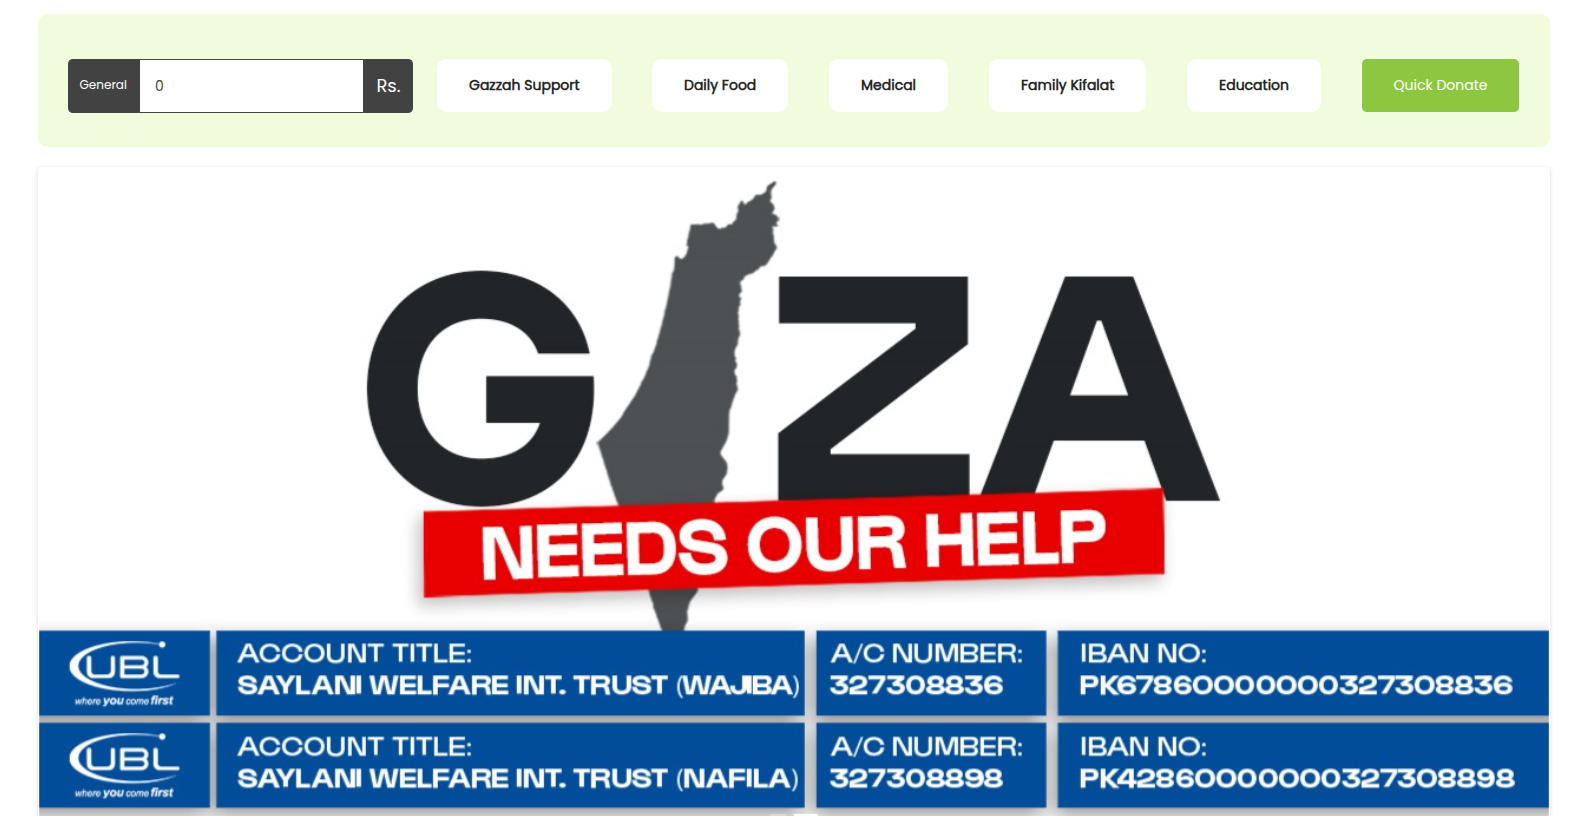 General 0 Rs. Gazzah Support Daily Food Medical Family Kifalat Education Quick Donate
GAZA
NEEDS OUR HELP
UBL
where you come first
ACCOUNT TITLE:
SAYLANI WELFARE INT. TRUST (WAJIBA)
A/C NUMBER:
327308836
IBAN NO:
PK67860000000327308836
UBL
where you come first
ACCOUNT TITLE:
SAYLANI WELFARE INT. TRUST (NAFILA)
A/C NUMBER:
327308898
IBAN NO:
PK42860000000327308898